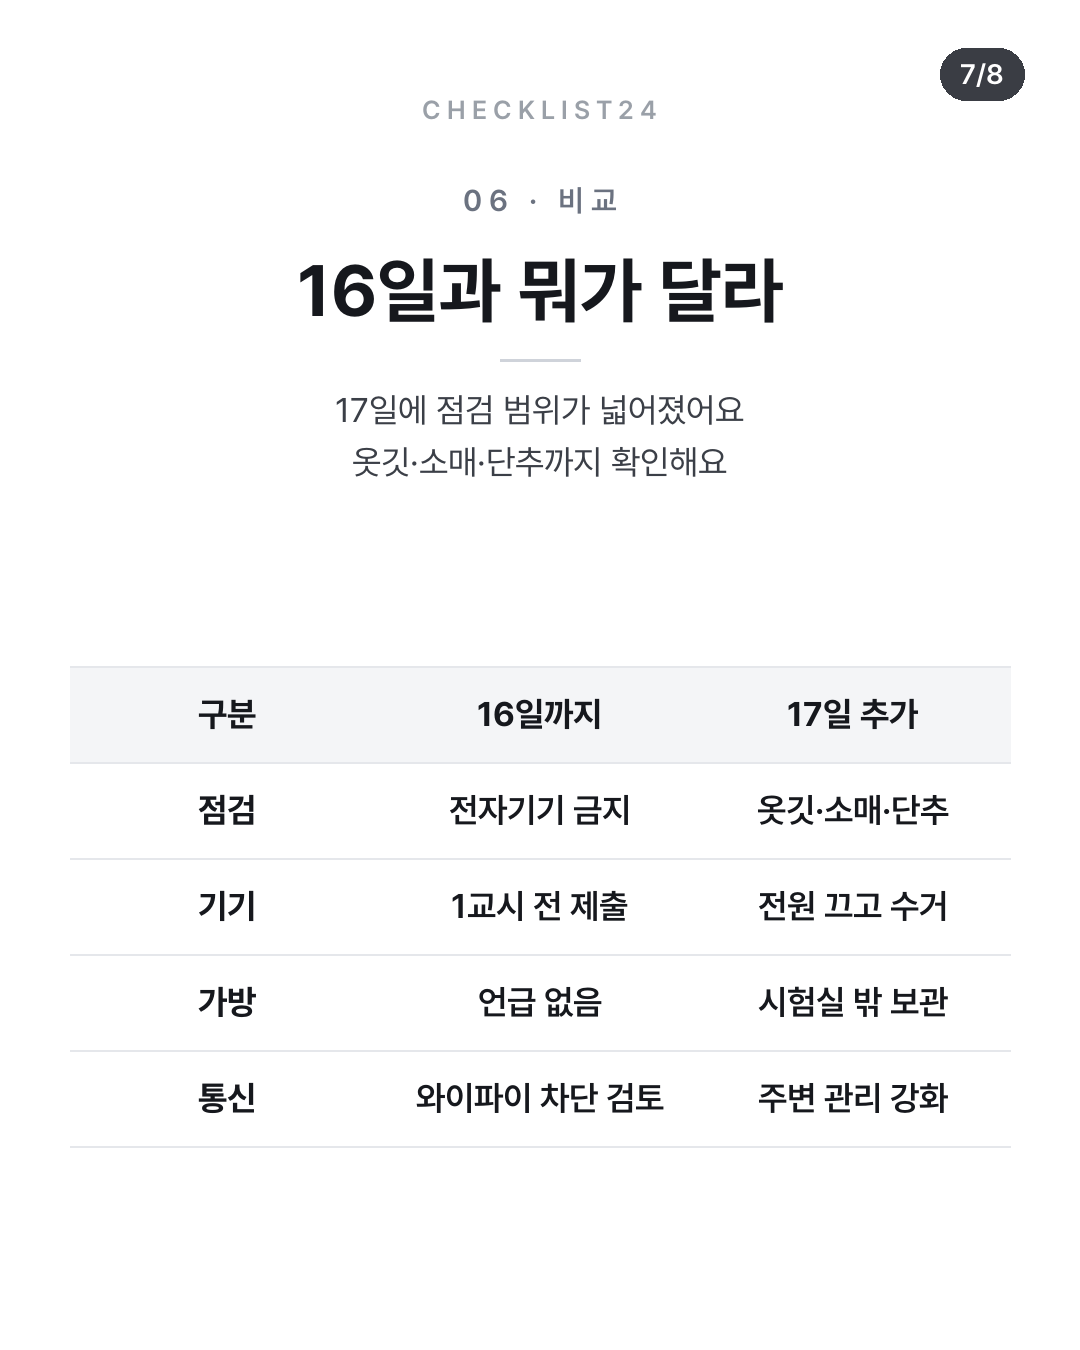 7/8
CHECKLIST24
06 · 비교
16일과 뭐가 달라
17일에 점검 범위가 넓어졌어요
옷깃·소매·단추까지 확인해요
구분 16일까지 17일 추가
점검 전자기기 금지 옷깃·소매·단추
기기 1교시 전 제출 전원 끄고 수거
가방 언급 없음 시험실 밖 보관
통신 와이파이 차단 검토 주변 관리 강화